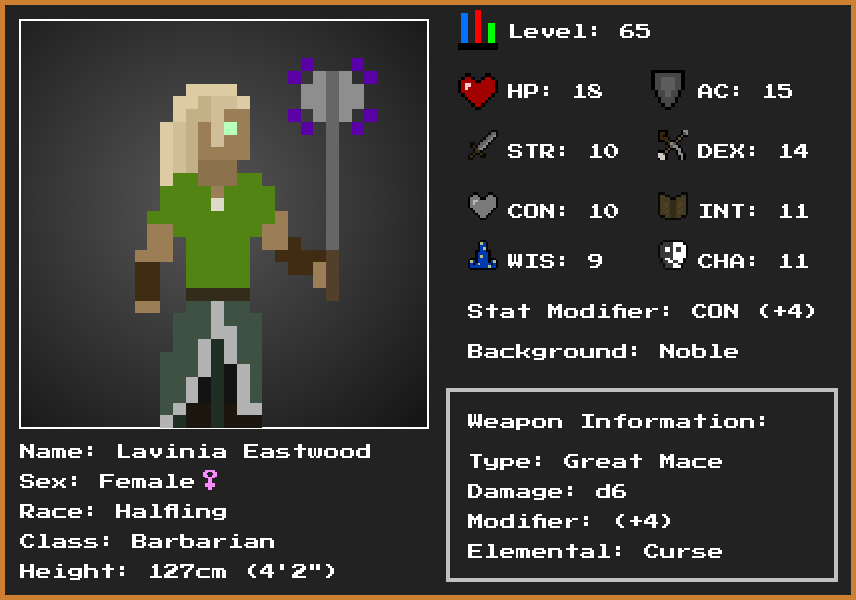 Level: 65
HP: 18
AC: 15
STR: 10
DEX: 14
CON: 10
INT: 11
WIS: 9
CHA: 11
Stat Modifier: CON (+4)
Background: Noble
Weapon Information:
Type: Great Mace
Damage: d6
Modifier: (+4)
Elemental: Curse
Name: Lavinia Eastwood
Sex: Female♀
Race: Halfling
Class: Barbarian
Height: 127cm (4'2")